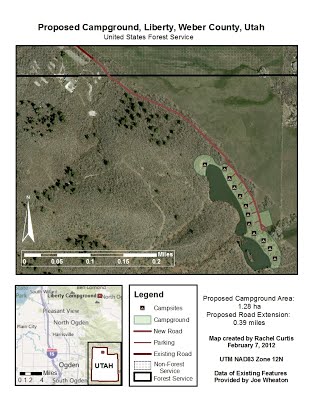 Proposed Campground, Liberty, Weber County, Utah
United States Forest Service
Miles
0 0.05 0.1 0.15 0.2
Liberty Campground
Pleasant View
Plain City
North Ogden
Harrisville
Ogden
South Ogden
Miles
0 1 2 4
UTAH
Legend
Campsites
Campground
New Road
Parking
Existing Road
Non-Forest
Service
Forest Service
Proposed Campground Area:
1.28 ha
Proposed Road Extension:
0.39 miles
Map created by Rachel Curtis
February 7, 2012
UTM NAD83 Zone 12N
Data of Existing Features
Provided by Joe Wheaton